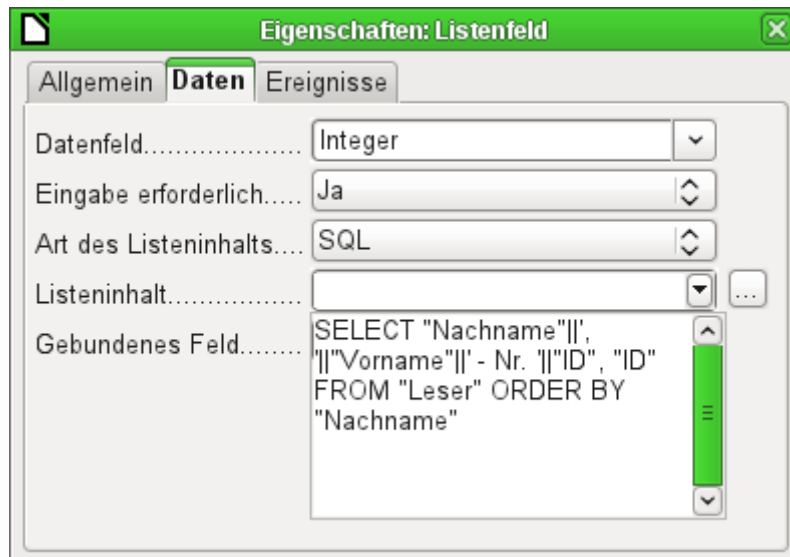 Eigenschaften: Listenfeld
Allgemein Daten Ereignisse
Datenfeld.................... Integer
Eingabe erforderlich..... Ja
Art des Listeninhalts.... SQL
Listeninhalt................. ...
Gebundenes Feld........
SELECT "Nachname"||',
'||"Vorname"||' - Nr. '||"ID", "ID"
FROM "Leser" ORDER BY
"Nachname"